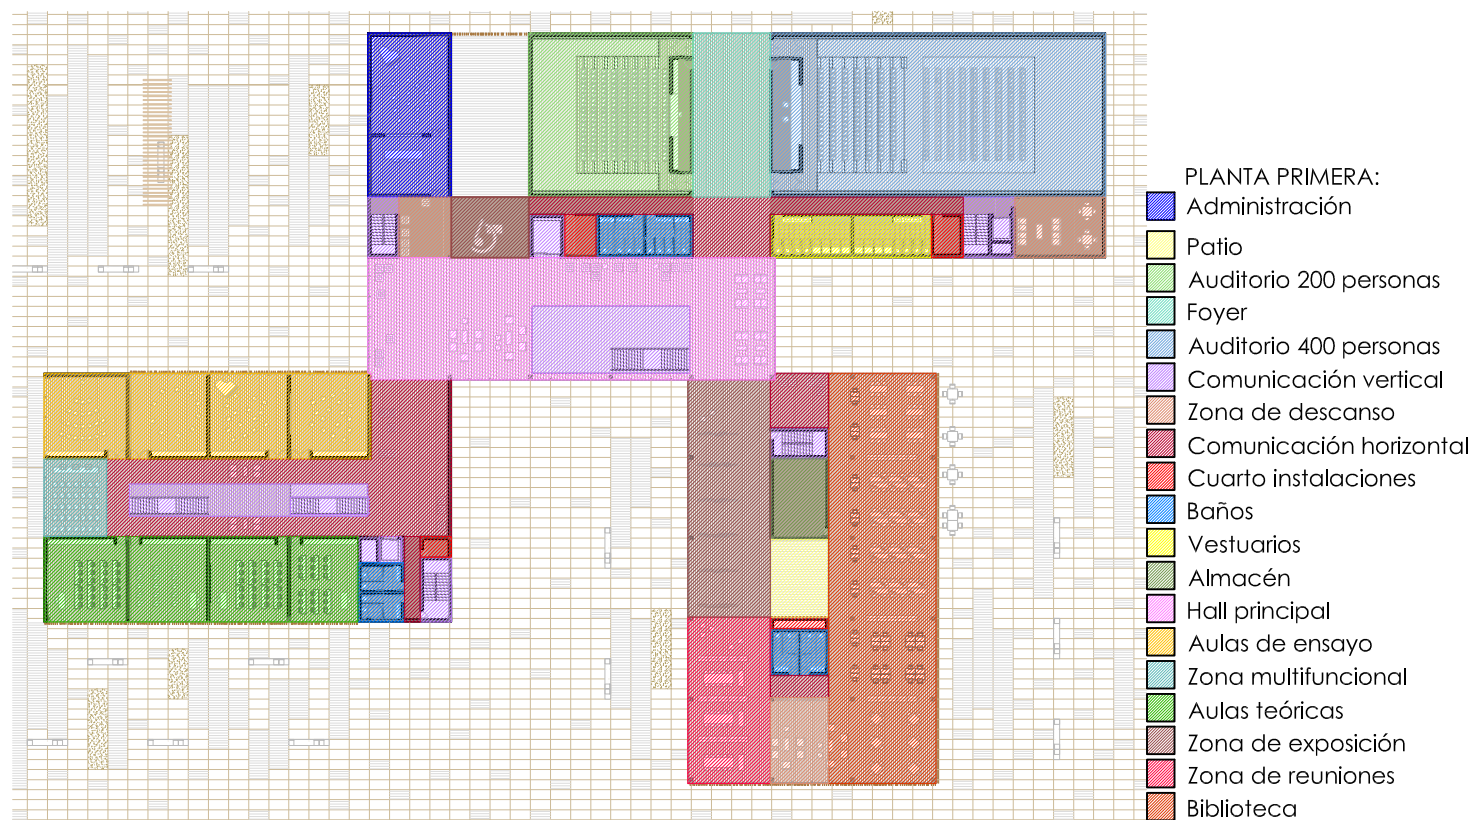 PLANTA PRIMERA:
Administración
Patio
Auditorio 200 personas
Foyer
Auditorio 400 personas
Comunicación vertical
Zona de descanso
Comunicación horizontal
Cuarto instalaciones
Baños
Vestuarios
Almacén
Hall principal
Aulas de ensayo
Zona multifuncional
Aulas teóricas
Zona de exposición
Zona de reuniones
Biblioteca